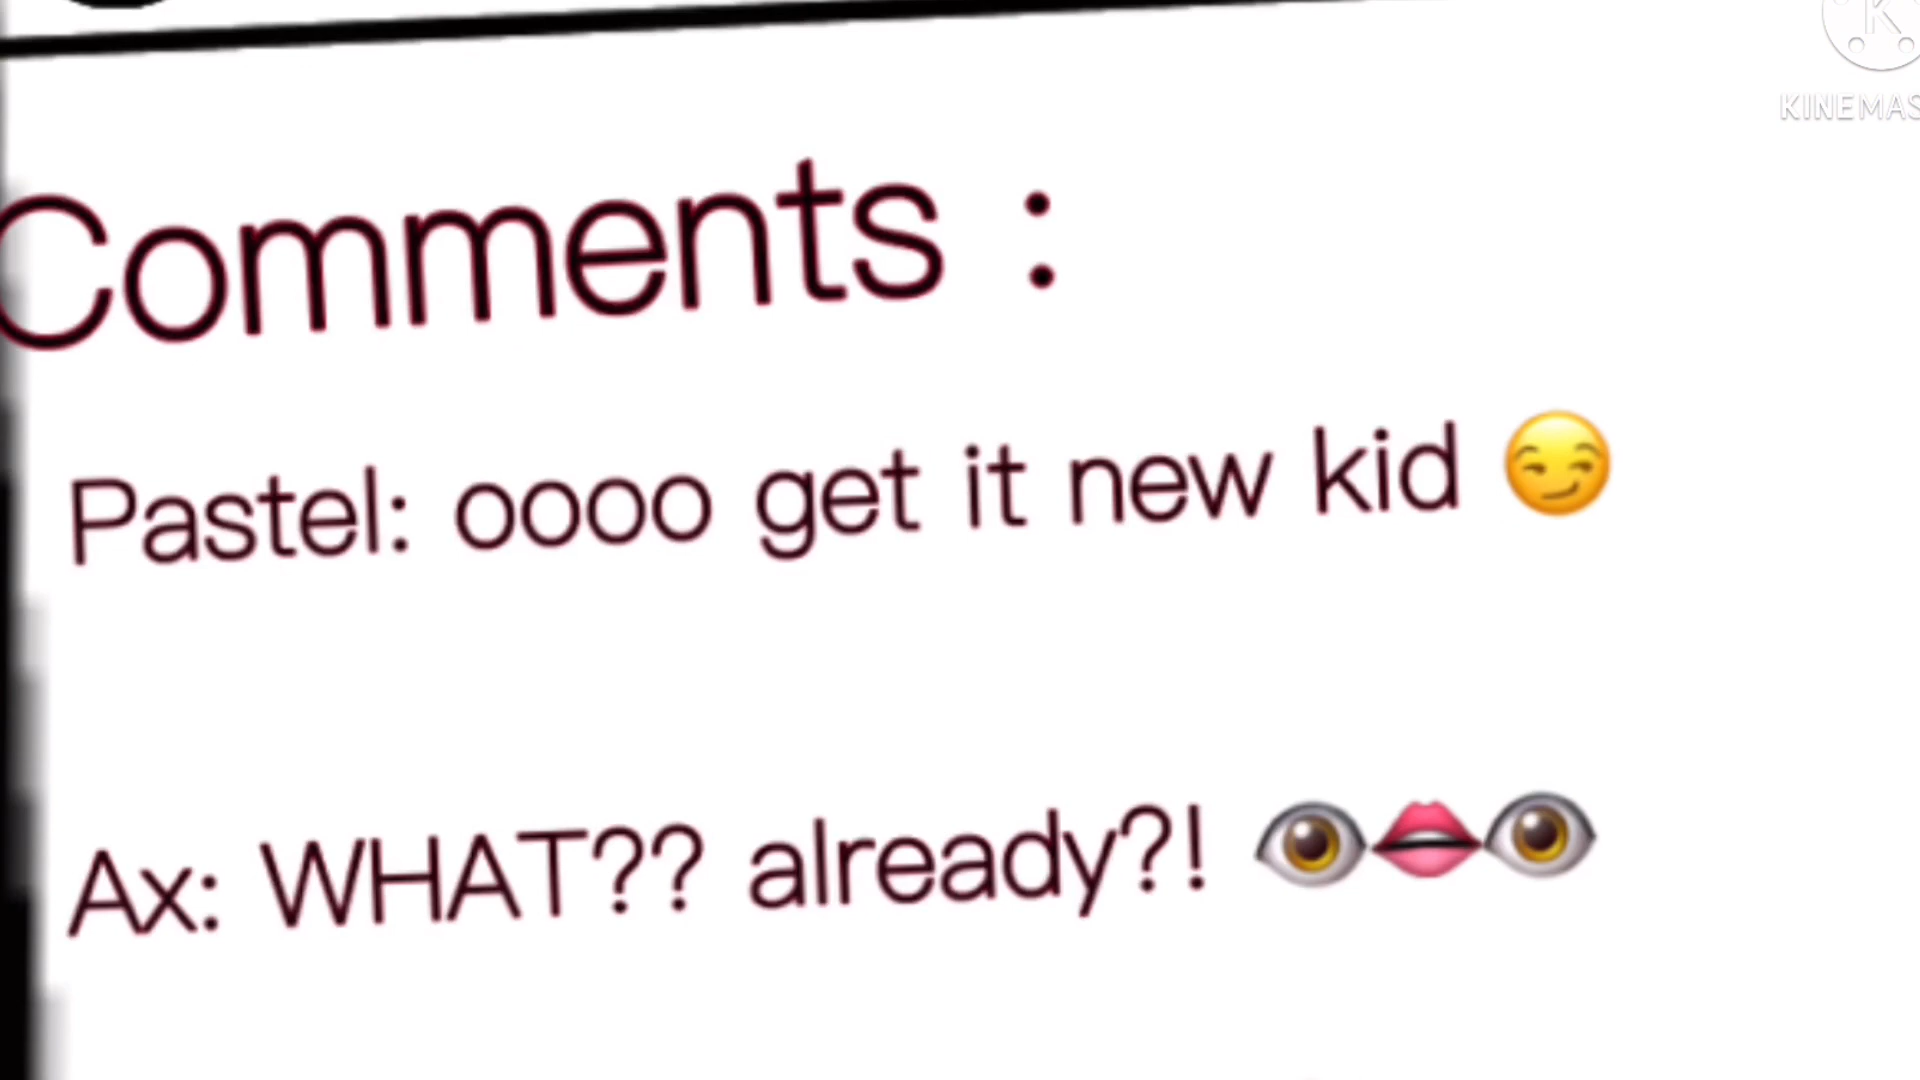 KINEMAS
Comments :
Pastel: oooo get it new kid 😏
Ax: WHAT?? already?! 👁👄👁